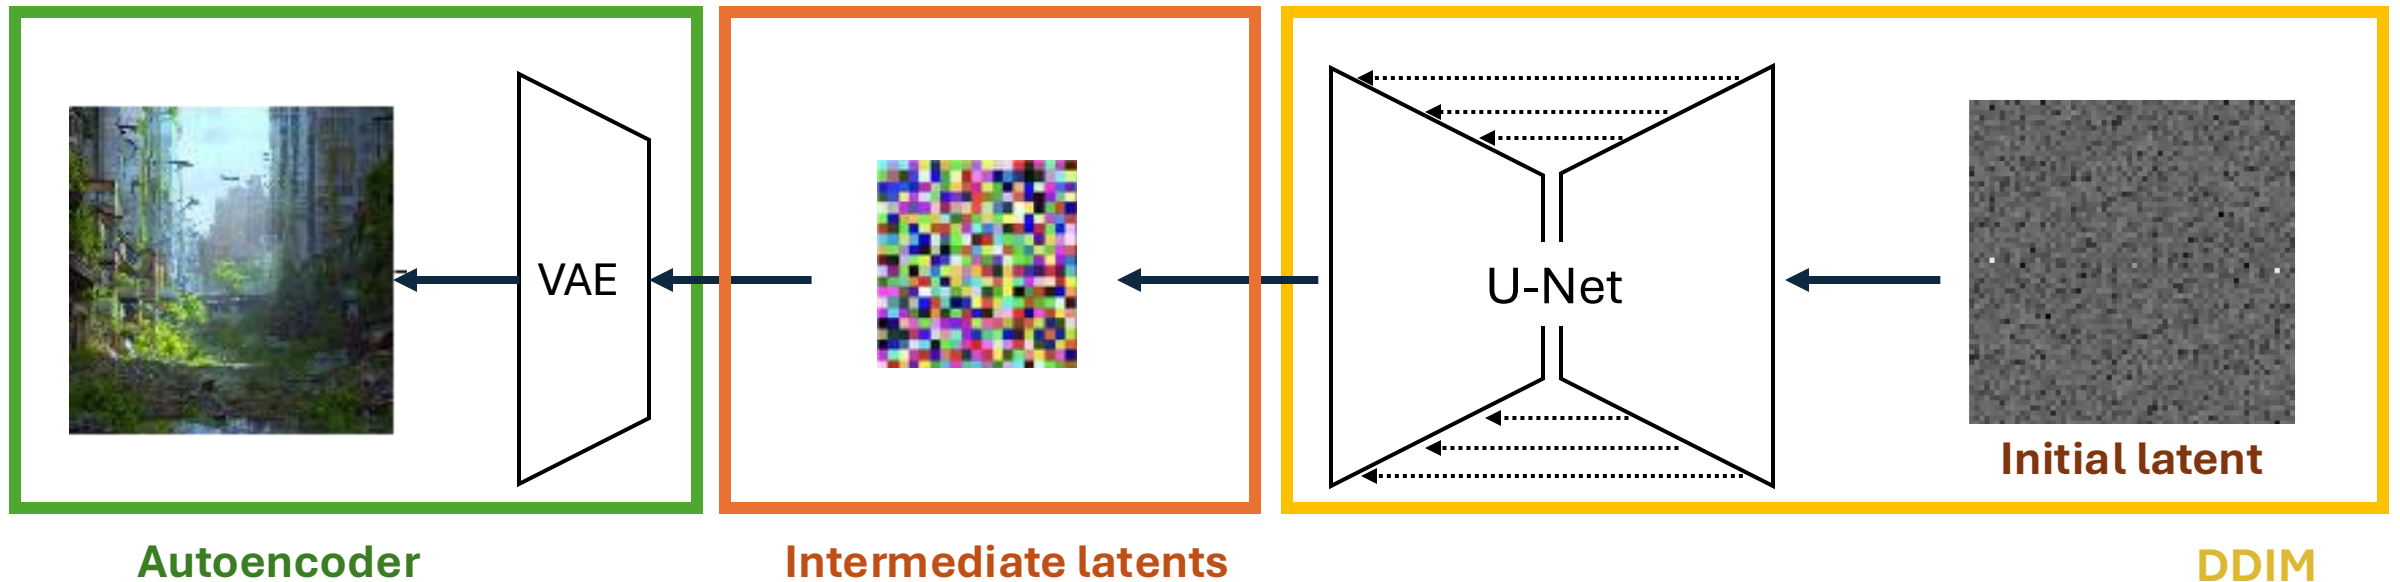 VAE
U-Net
Initial latent
Autoencoder
Intermediate latents
DDIM